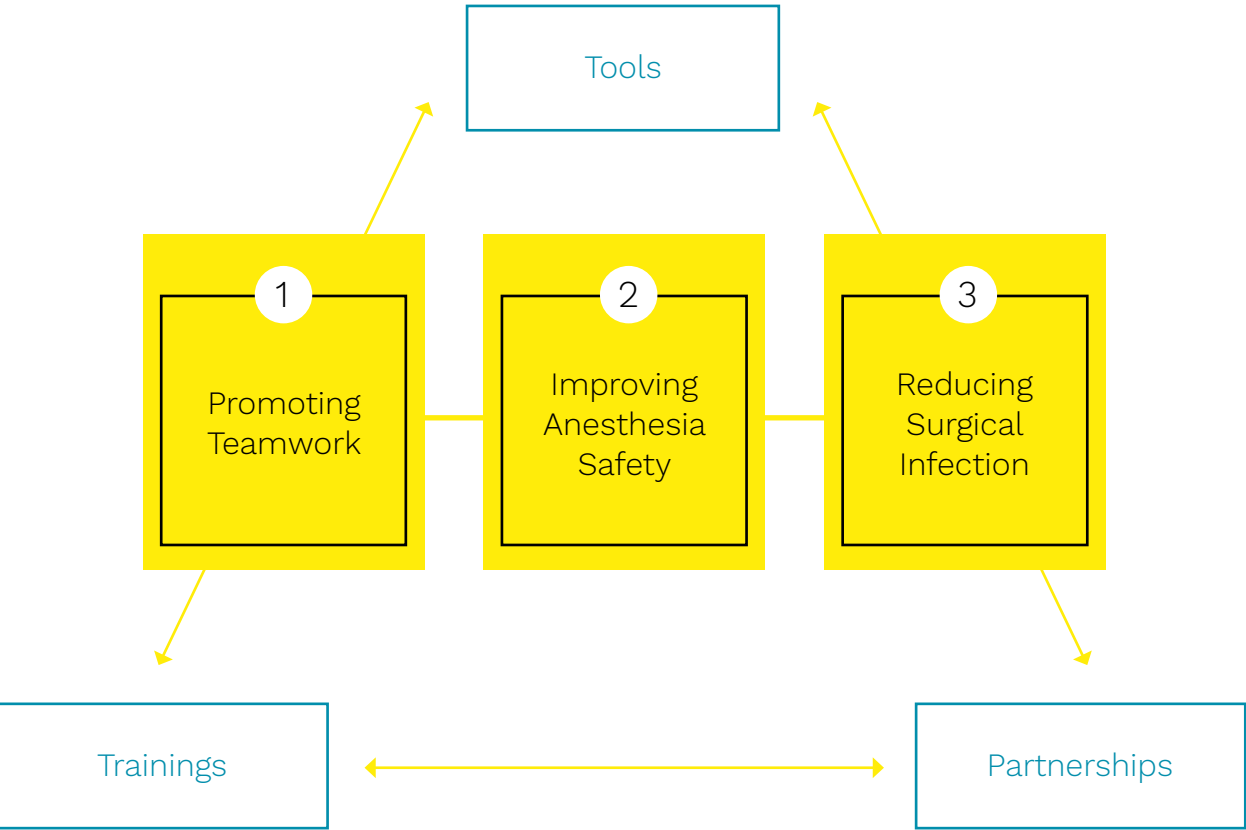 Tools
1
Promoting
Teamwork
2
Improving
Anesthesia
Safety
3
Reducing
Surgical
Infection
Trainings
Partnerships